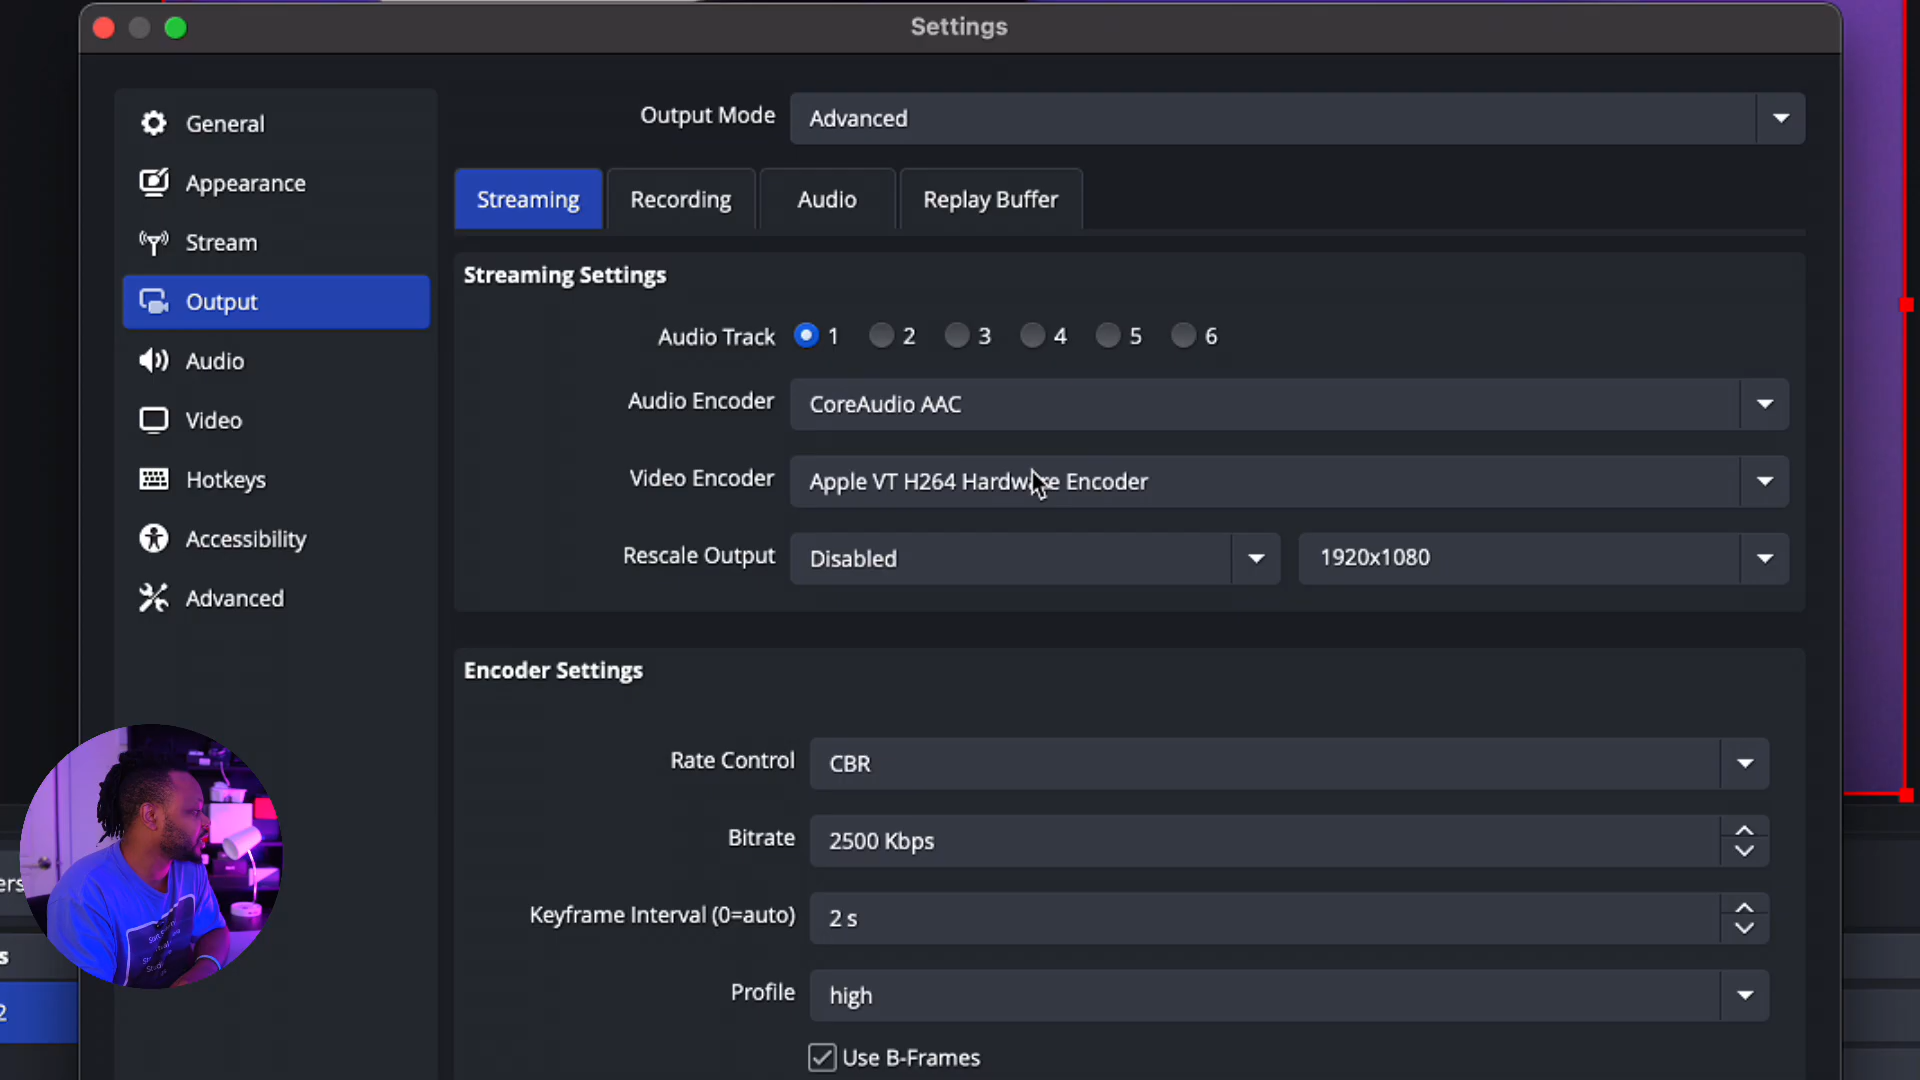 Settings
General
Appearance
Stream
Output
Audio
Video
Hotkeys
Accessibility
Advanced
Output Mode Advanced
Streaming Recording Audio Replay Buffer
Streaming Settings
Audio Track 1 2 3 4 5 6
Audio Encoder CoreAudio AAC
Video Encoder Apple VT H264 Hardware Encoder
Rescale Output Disabled 1920x1080
Encoder Settings
Rate Control CBR
Bitrate 2500 Kbps
Keyframe Interval (0=auto) 2 s
Profile high
Use B-Frames
ers
s
2